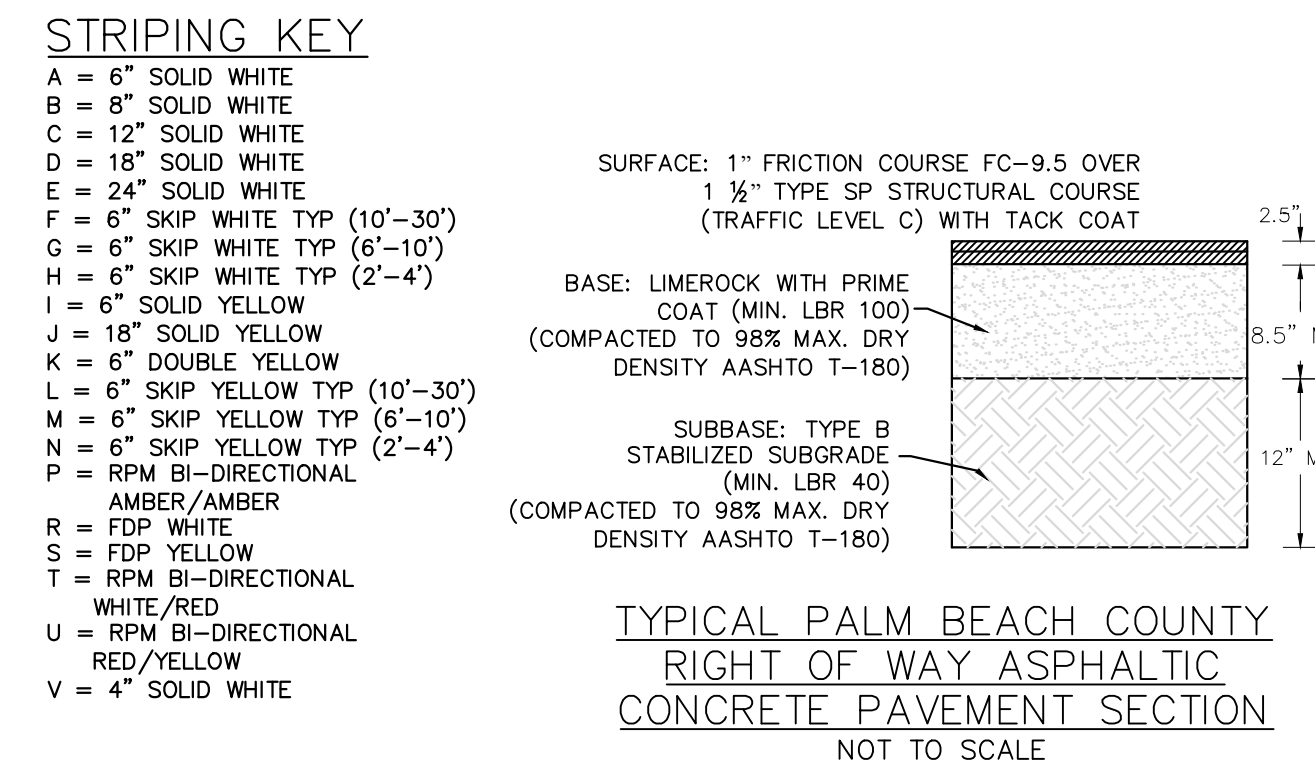 STRIPING KEY
A = 6" SOLID WHITE
B = 8" SOLID WHITE
C = 12" SOLID WHITE
D = 18" SOLID WHITE
E = 24" SOLID WHITE
F = 6" SKIP WHITE TYP (10'-30')
G = 6" SKIP WHITE TYP (6'-10')
H = 6" SKIP WHITE TYP (2'-4')
I = 6" SOLID YELLOW
J = 18" SOLID YELLOW
K = 6" DOUBLE YELLOW
L = 6" SKIP YELLOW TYP (10'-30')
M = 6" SKIP YELLOW TYP (6'-10')
N = 6" SKIP YELLOW TYP (2'-4')
P = RPM BI-DIRECTIONAL
AMBER/AMBER
R = FDP WHITE
S = FDP YELLOW
T = RPM BI-DIRECTIONAL
WHITE/RED
U = RPM BI-DIRECTIONAL
RED/YELLOW
V = 4" SOLID WHITE
SURFACE: 1" FRICTION COURSE FC-9.5 OVER
1 ½" TYPE SP STRUCTURAL COURSE
(TRAFFIC LEVEL C) WITH TACK COAT
2.5"
BASE: LIMEROCK WITH PRIME
COAT (MIN. LBR 100)
(COMPACTED TO 98% MAX. DRY
DENSITY AASHTO T-180)
8.5"
SUBBASE: TYPE B
STABILIZED SUBGRADE
(MIN. LBR 40)
(COMPACTED TO 98% MAX. DRY
DENSITY AASHTO T-180)
12"
TYPICAL PALM BEACH COUNTY
RIGHT OF WAY ASPHALTIC
CONCRETE PAVEMENT SECTION
NOT TO SCALE